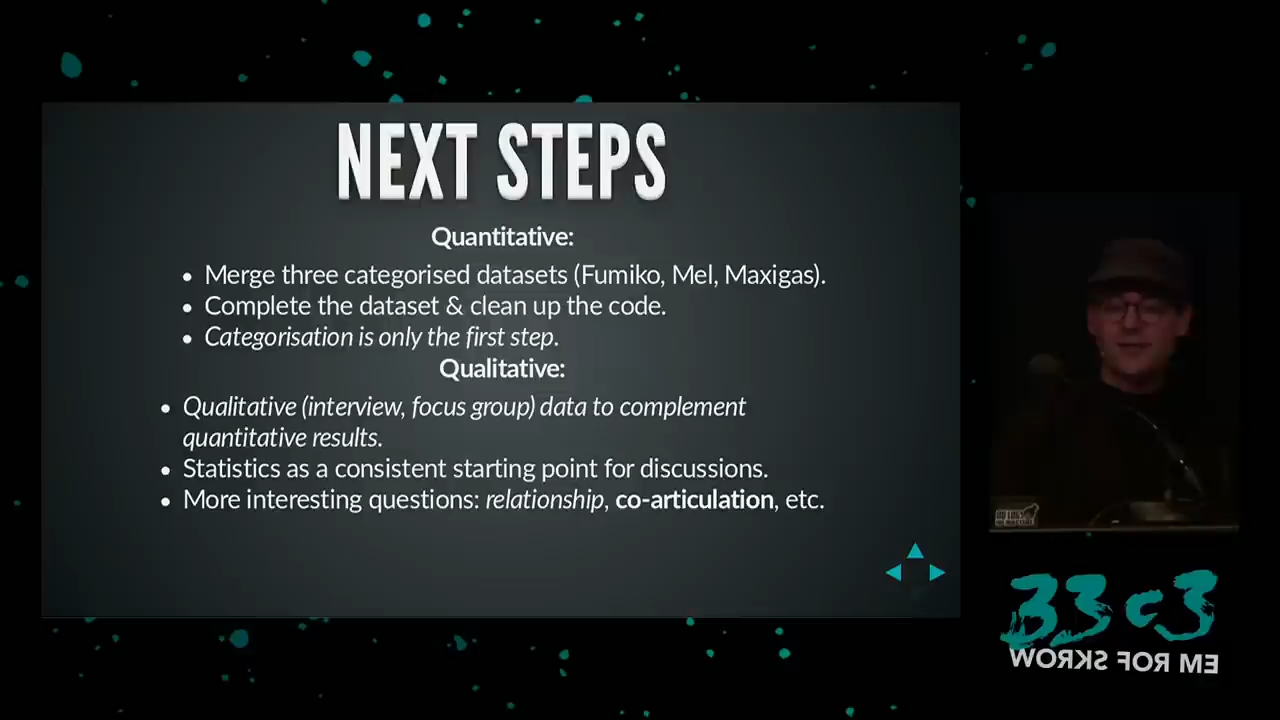 NEXT STEPS
Quantitative:
• Merge three categorised datasets (Fumiko, Mel, Maxigas).
• Complete the dataset & clean up the code.
• Categorisation is only the first step.
Qualitative:
• Qualitative (interview, focus group) data to complement
quantitative results.
• Statistics as a consistent starting point for discussions.
• More interesting questions: relationship, co-articulation, etc.
33c3
WORKS FOR ME